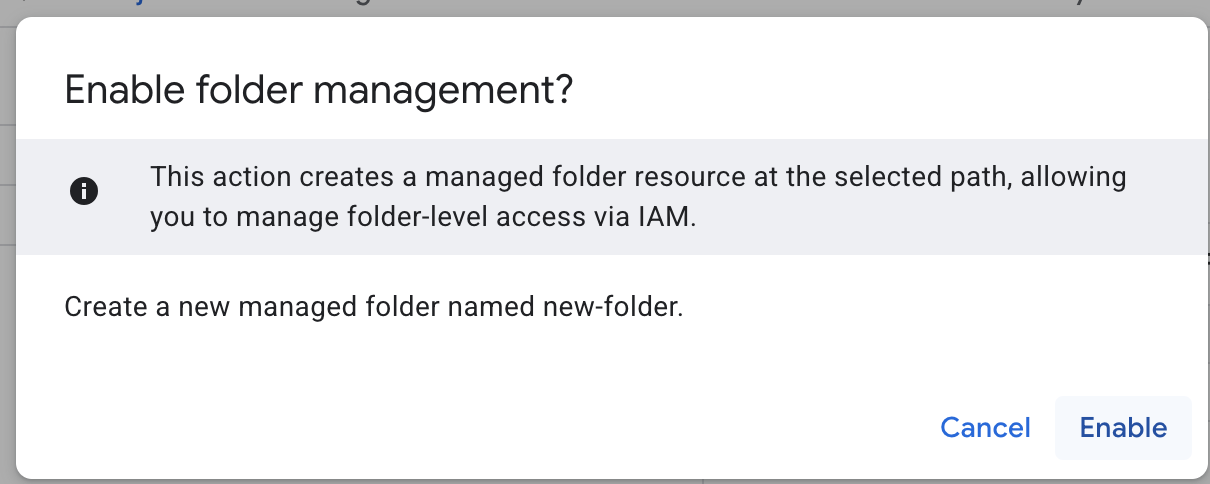 Enable folder management?
This action creates a managed folder resource at the selected path, allowing
you to manage folder-level access via IAM.
Create a new managed folder named new-folder.
Cancel Enable